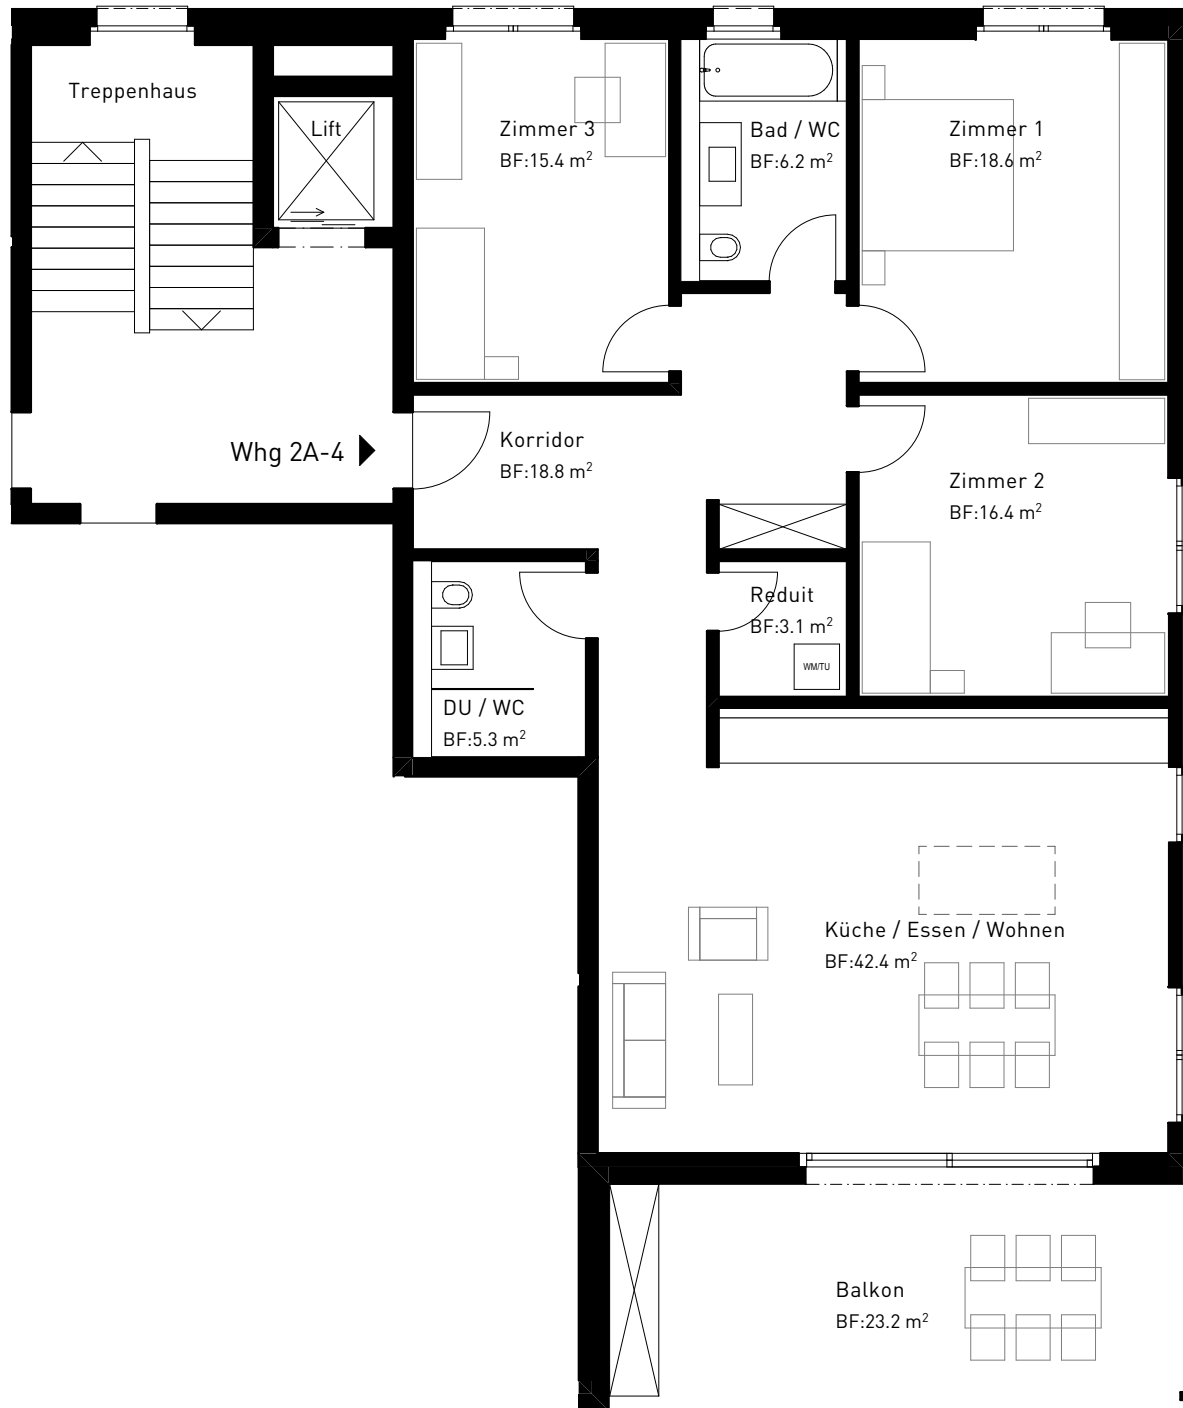 Treppenhaus
Lift
Zimmer 3
BF:15.4 m²
Bad / WC
BF:6.2 m²
Zimmer 1
BF:18.6 m²
Whg 2A-4
Korridor
BF:18.8 m²
Zimmer 2
BF:16.4 m²
Reduit
BF:3.1 m²
WM/TU
DU / WC
BF:5.3 m²
Küche / Essen / Wohnen
BF:42.4 m²
Balkon
BF:23.2 m²